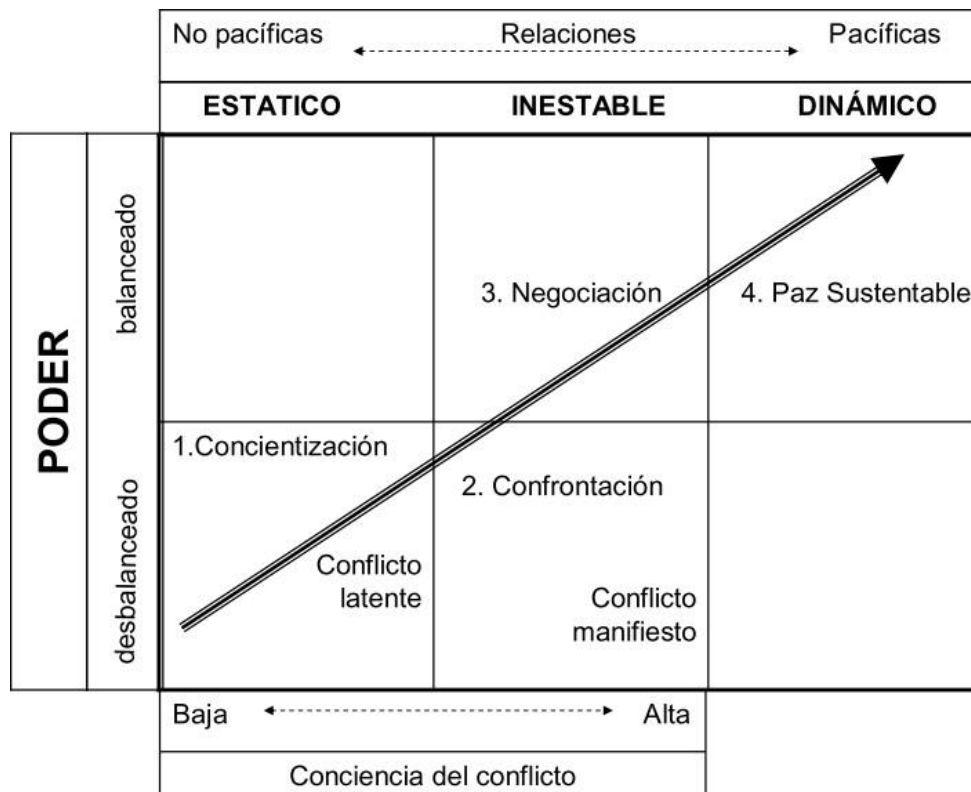 No pacíficas Relaciones Pacíficas
ESTATICO INESTABLE DINÁMICO
PODER
balanceado
desbalanceado
3. Negociación
4. Paz Sustentable
1.Concientización
2. Confrontación
Conflicto
latente
Conflicto
manifiesto
Baja Alta
Conciencia del conflicto